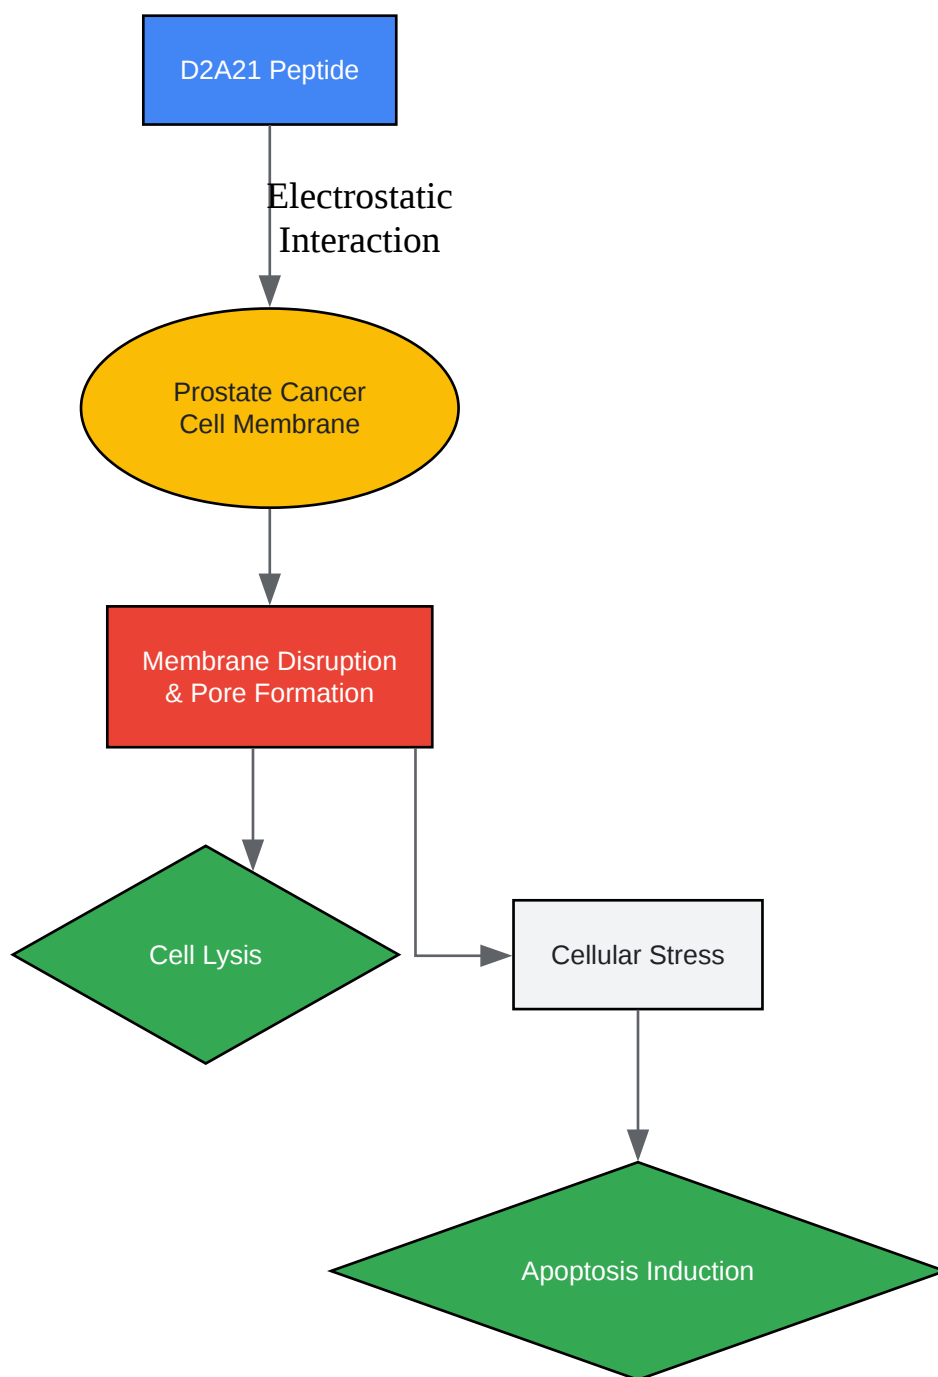 D2A21 Peptide
Electrostatic
Interaction
Prostate Cancer
Cell Membrane
Membrane Disruption
& Pore Formation
Cell Lysis
Cellular Stress
Apoptosis Induction